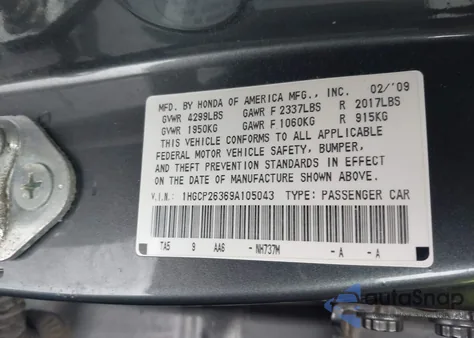 MFD. BY HONDA OF AMERICA MFG., INC. 02/'09
GVWR 4299LBS GAWR F 2337LBS R 2017LBS
GVWR 1950KG GAWR F 1060KG R 915KG
THIS VEHICLE CONFORMS TO ALL APPLICABLE
FEDERAL MOTOR VEHICLE SAFETY, BUMPER,
AND THEFT PREVENTION STANDARDS IN EFFECT
ON THE DATE OF MANUFACTURE SHOWN ABOVE.
V.I.N.: 1HGCP26369A105043 TYPE: PASSENGER CAR
TA5 9 AA6 - NH737M - A - A
autoSnap